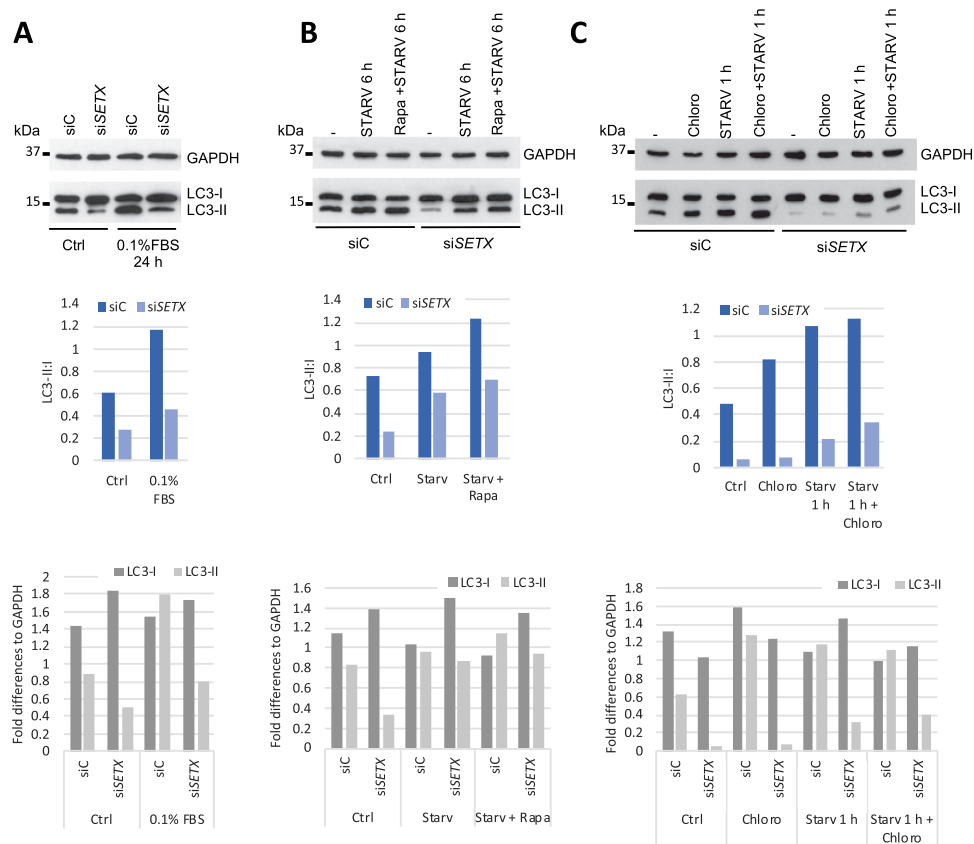 A
siC
siSETX
siC
siSETX
kDa
37
GAPDH
15
LC3-I
LC3-II
Ctrl
0.1%FBS
24 h
siC
siSETX
LC3-II:I
1.4
1.2
1
0.8
0.6
0.4
0.2
0
Ctrl
0.1%
FBS
LC3-I
LC3-II
Fold differences to GAPDH
2
1.8
1.6
1.4
1.2
1
0.8
0.6
0.4
0.2
0
siC
siSETX
siC
siSETX
Ctrl
0.1% FBS
B
-
STARV 6 h
Rapa +STARV 6 h
-
STARV 6 h
Rapa +STARV 6 h
kDa
37
GAPDH
15
LC3-I
LC3-II
siC
siSETX
siC
siSETX
LC3-II:I
1.4
1.2
1
0.8
0.6
0.4
0.2
0
Ctrl
Starv
Starv +
Rapa
LC3-I
LC3-II
Fold differences to GAPDH
1.6
1.4
1.2
1
0.8
0.6
0.4
0.2
0
siC
siSETX
siC
siSETX
siC
siSETX
Ctrl
Starv
Starv + Rapa
C
-
Chloro
STARV 1 h
Chloro+STARV 1 h
-
Chloro
STARV 1 h
Chloro+STARV 1 h
kDa
37
GAPDH
15
LC3-I
LC3-II
siC
siSETX
siC
siSETX
LC3-II:I
1.2
1
0.8
0.6
0.4
0.2
0
Ctrl
Chloro
Starv
1 h
Starv
1 h +
Chloro
LC3-I
LC3-II
Fold differences to GAPDH
1.8
1.6
1.4
1.2
1
0.8
0.6
0.4
0.2
0
siC
siSETX
siC
siSETX
siC
siSETX
siC
siSETX
Ctrl
Chloro
Starv 1 h
Starv 1 h +
Chloro